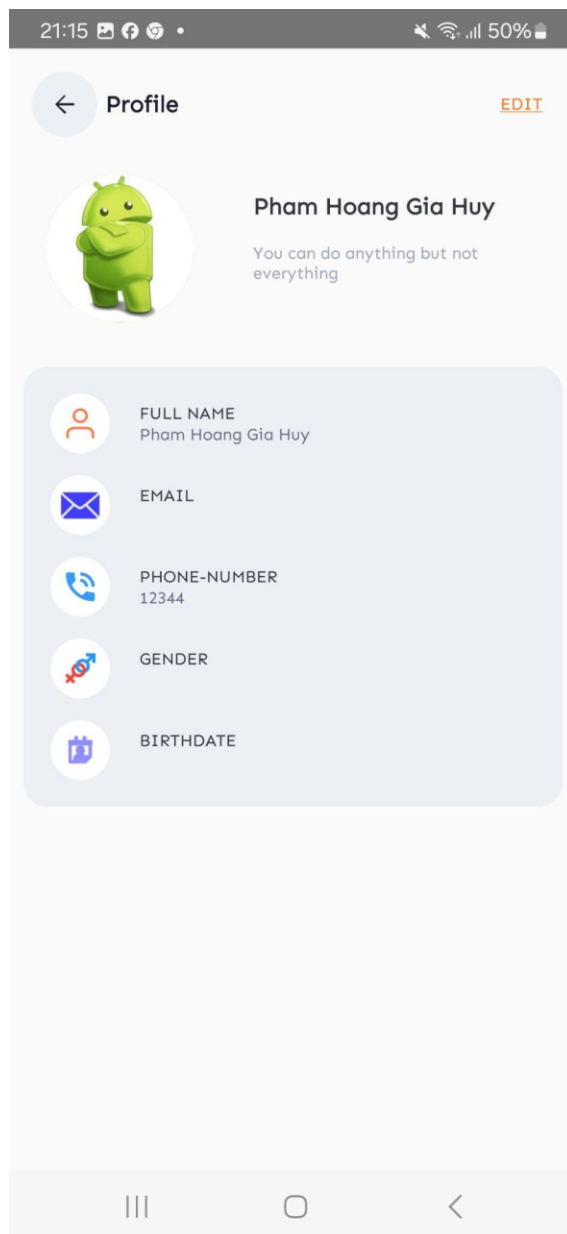 21:15 50%
Profile EDIT
Pham Hoang Gia Huy
You can do anything but not
everything
FULL NAME
Pham Hoang Gia Huy
EMAIL
PHONE-NUMBER
12344
GENDER
BIRTHDATE